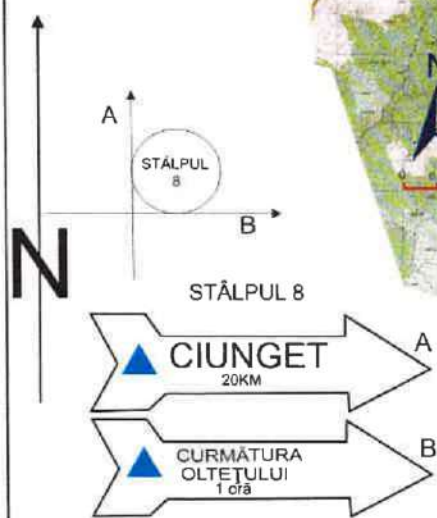 A
STÂLPUL
8
B
N
STÂLPUL 8
CIUNGET
20KM
A
CURMĂTURA
OLTEȚULUI
1 oră
B
N